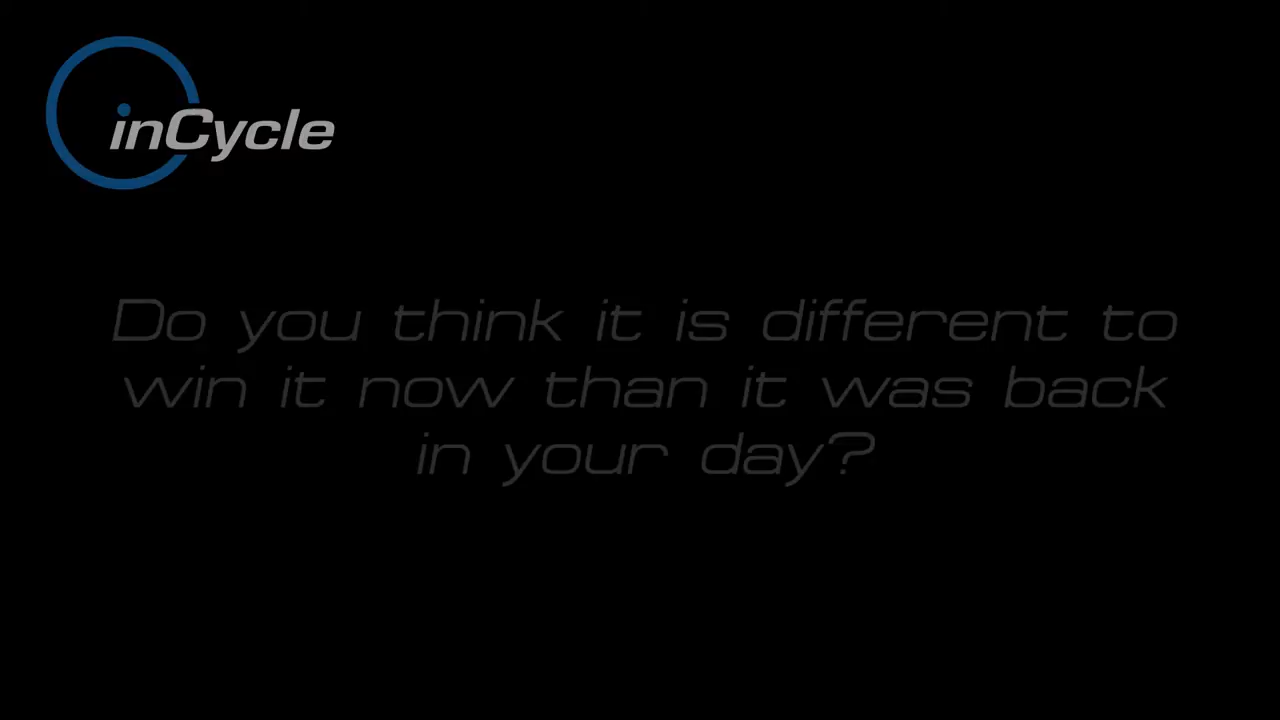 inCycle
Do you think it is different to
win it now than it was back
in your day?